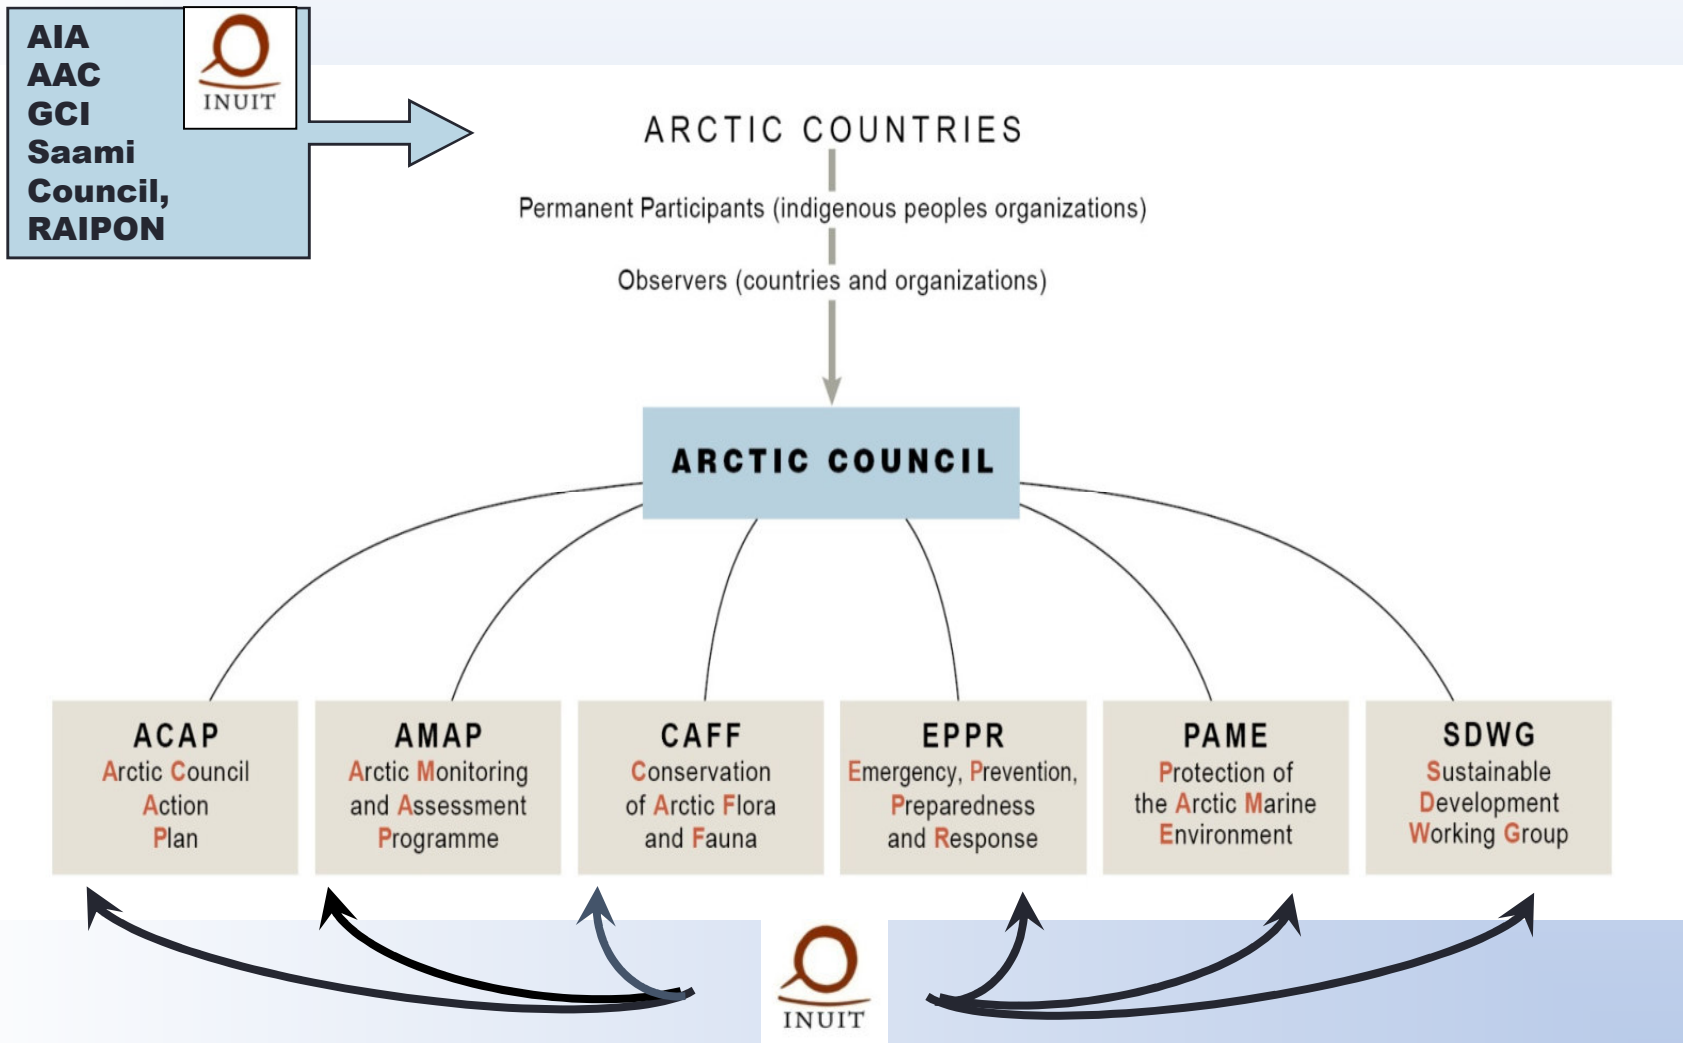 AIA
AAC
GCI
Saami
Council,
RAIPON
INUIT
ARCTIC COUNTRIES
Permanent Participants (indigenous peoples organizations)
Observers (countries and organizations)
ARCTIC COUNCIL
ACAP
Arctic Council
Action
Plan
AMAP
Arctic Monitoring
and Assessment
Programme
CAFF
Conservation
of Arctic Flora
and Fauna
EPPR
Emergency, Prevention,
Preparedness
and Response
PAME
Protection of
the Arctic Marine
Environment
SDWG
Sustainable
Development
Working Group
INUIT